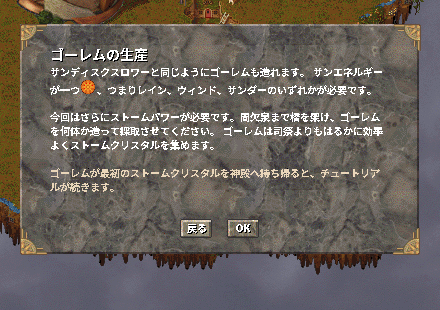 ゴーレムの生産
サンディスクスロワーと同じようにゴーレムも造れます。 サンエネルギー
が一つ 、つまりレイン、ウィンド、サンダーのいずれかが必要です。
今回はさらにストームパワーが必要です。間欠泉まで橋を架け、ゴーレム
を何体か造って採取させてください。 ゴーレムは司祭よりもはるかに効率
よくストームクリスタルを集めます。
ゴーレムが最初のストームクリスタルを神殿へ持ち帰ると、チュートリア
ルが続きます。
戻る OK